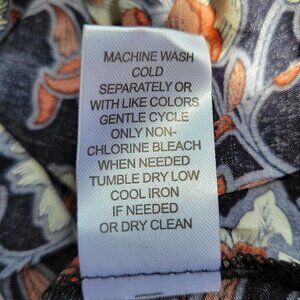 MACHINE WASH
COLD
SEPARATELY OR
WITH LIKE COLORS
GENTLE CYCLE
ONLY NON-
CHLORINE BLEACH
WHEN NEEDED
TUMBLE DRY LOW
COOL IRON
IF NEEDED
OR DRY CLEAN